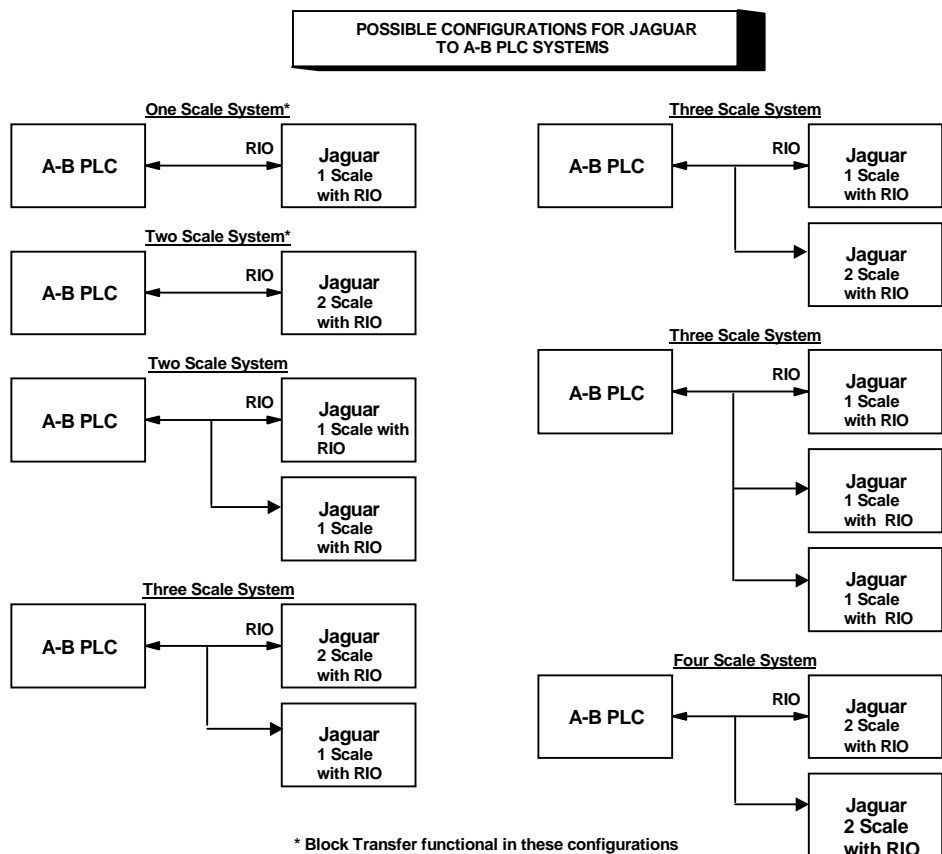 POSSIBLE CONFIGURATIONS FOR JAGUAR
TO A-B PLC SYSTEMS
One Scale System*
A-B PLC
RIO
Jaguar
1 Scale
with RIO
Two Scale System*
A-B PLC
RIO
Jaguar
2 Scale
with RIO
Two Scale System
A-B PLC
RIO
Jaguar
1 Scale with
RIO
Jaguar
1 Scale
with RIO
Three Scale System
A-B PLC
RIO
Jaguar
2 Scale
with RIO
Jaguar
1 Scale
with RIO
Three Scale System
A-B PLC
RIO
Jaguar
1 Scale
with RIO
Jaguar
2 Scale
with RIO
Three Scale System
A-B PLC
RIO
Jaguar
1 Scale
with RIO
Jaguar
1 Scale
with RIO
Jaguar
1 Scale
with RIO
Four Scale System
A-B PLC
RIO
Jaguar
2 Scale
with RIO
Jaguar
2 Scale
with RIO
* Block Transfer functional in these configurations